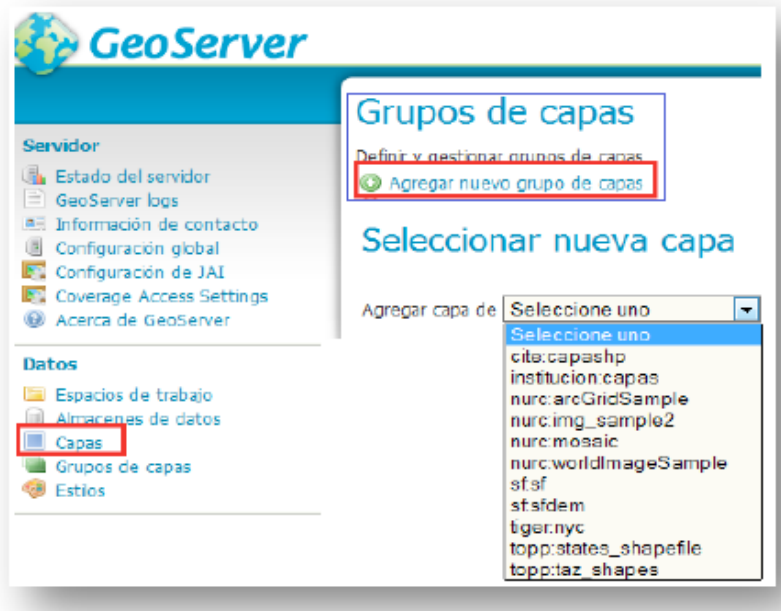 GeoServer
Servidor
Estado del servidor
GeoServer logs
Información de contacto
Configuración global
Configuración de JAI
Coverage Access Settings
Acerca de GeoServer
Datos
Espacios de trabajo
Almacenes de datos
Capas
Grupos de capas
Estilos
Grupos de capas
Definir y gestionar grupos de capas
Agregar nuevo grupo de capas
Seleccionar nueva capa
Agregar capa de Seleccione uno
Seleccione uno
cite:capashp
institucion:capas
nurc:arcGridSample
nurc:img_sample2
nurc:mosaic
nurc:worldImageSample
sf:sf
sf:sfdem
tiger:nyc
topp:states_shapefile
topp:taz_shapes